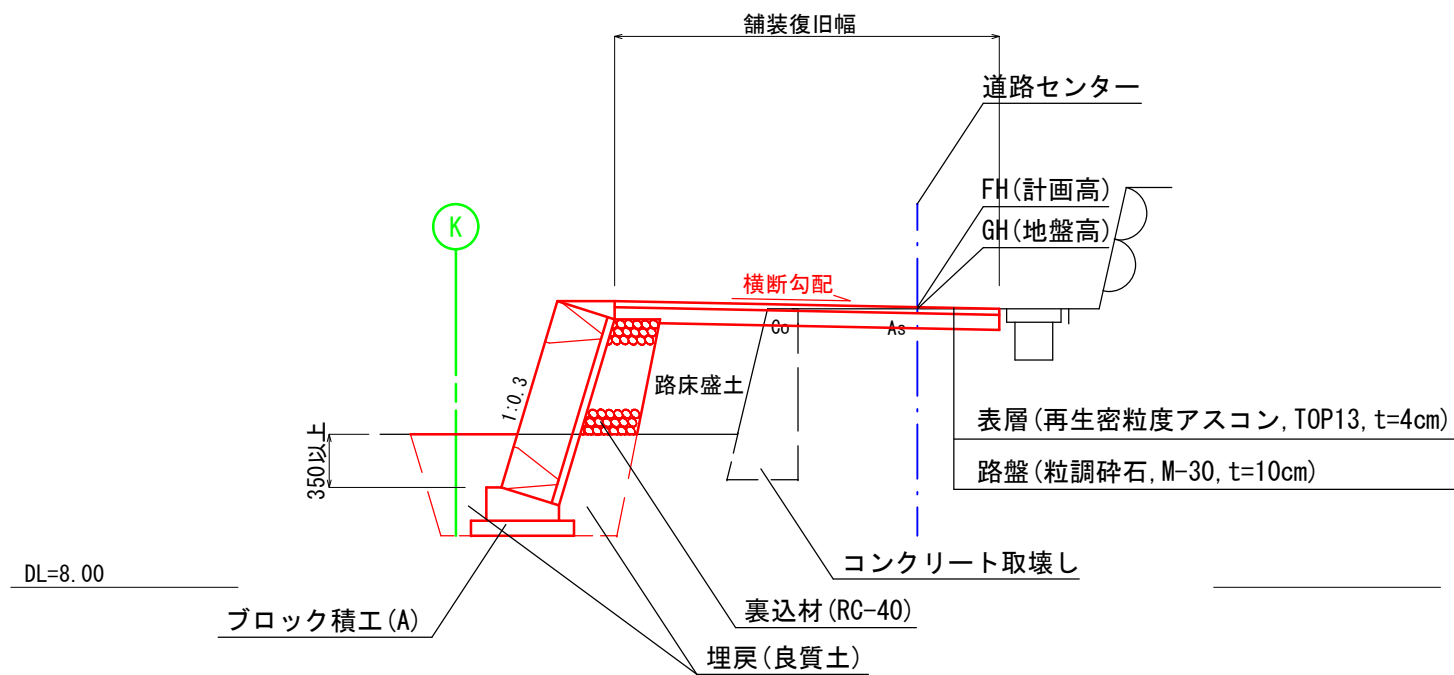 舗装復旧幅
道路センター
FH(計画高)
GH(地盤高)
K
横断勾配
Co
As
1:0.3
路床盛土
350以上
表層(再生密粒度アスコン,TOP13,t=4cm)
路盤(粒調砕石,M-30,t=10cm)
コンクリート取壊し
DL=8.00
裏込材(RC-40)
ブロック積工(A)
埋戻(良質土)